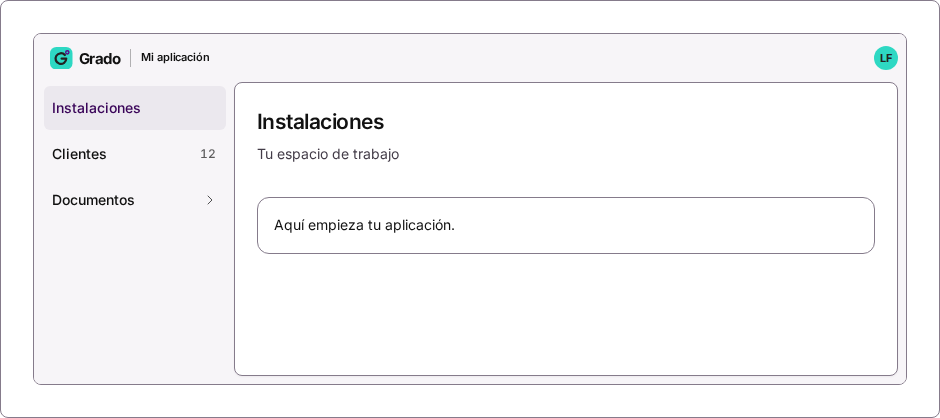 Grado
Mi aplicación
LF
Instalaciones
Clientes 12
Documentos
Instalaciones
Tu espacio de trabajo
Aquí empieza tu aplicación.